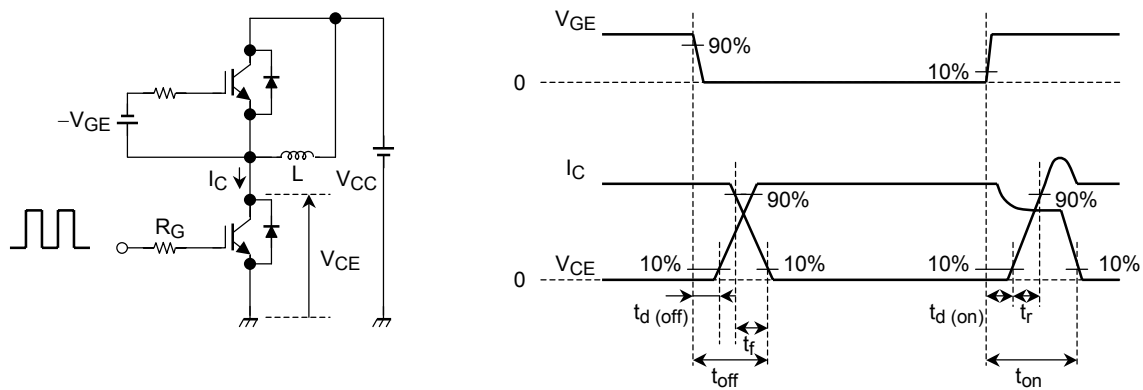 −VGE
IC
L
VCC
RG
VCE
VGE
90%
0
10%
IC
90%
VCE
10%
10%
10%
10%
0
td (off)
tf
toff
td (on)
tr
ton